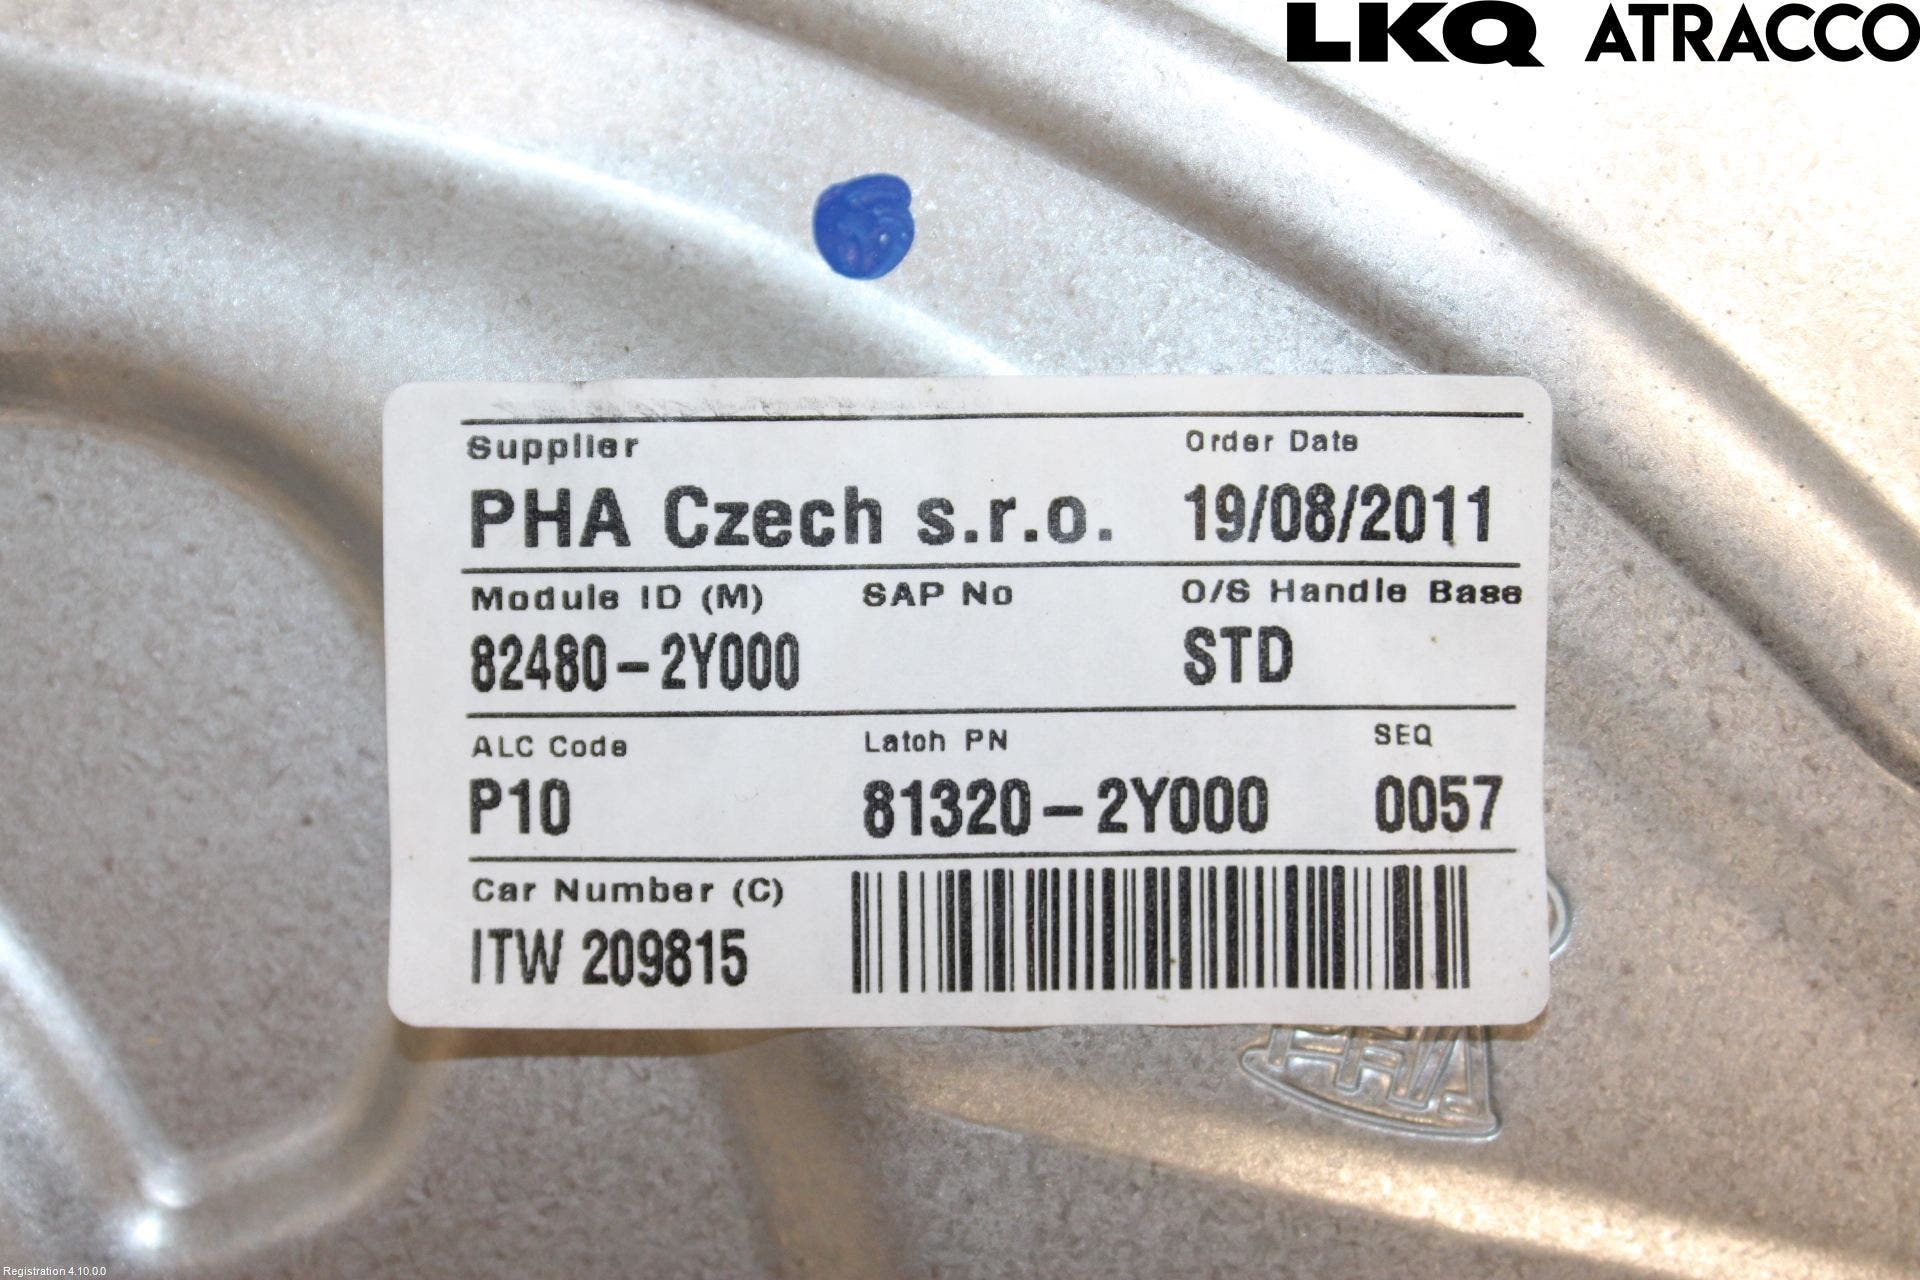 LKQ ATRACCO
Supplier Order Date
PHA Czech s.r.o. 19/08/2011
Module ID (M) SAP No O/S Handle Base
82480-2Y000 STD
ALC Code Latch PN SEQ
P10 81320-2Y000 0057
Car Number (C)
ITW 209815
PHA
Registration 4.10.0.0